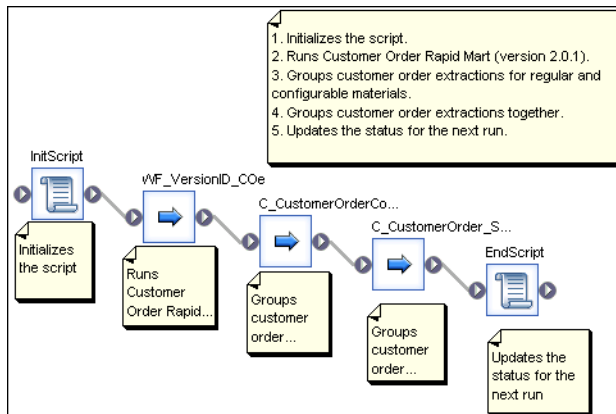 1. Initializes the script.
2. Runs Customer Order Rapid Mart (version 2.0.1).
3. Groups customer order extractions for regular and
configurable materials.
4. Groups customer order extractions together.
5. Updates the status for the next run.
InitScript
Initializes
the script
WF_VersionID_COe
Runs
Customer
Order Rapid...
C_CustomerOrderCo...
Groups
customer
order...
C_CustomerOrder_S...
Groups
customer
order...
EndScript
Updates the
status for the
next run